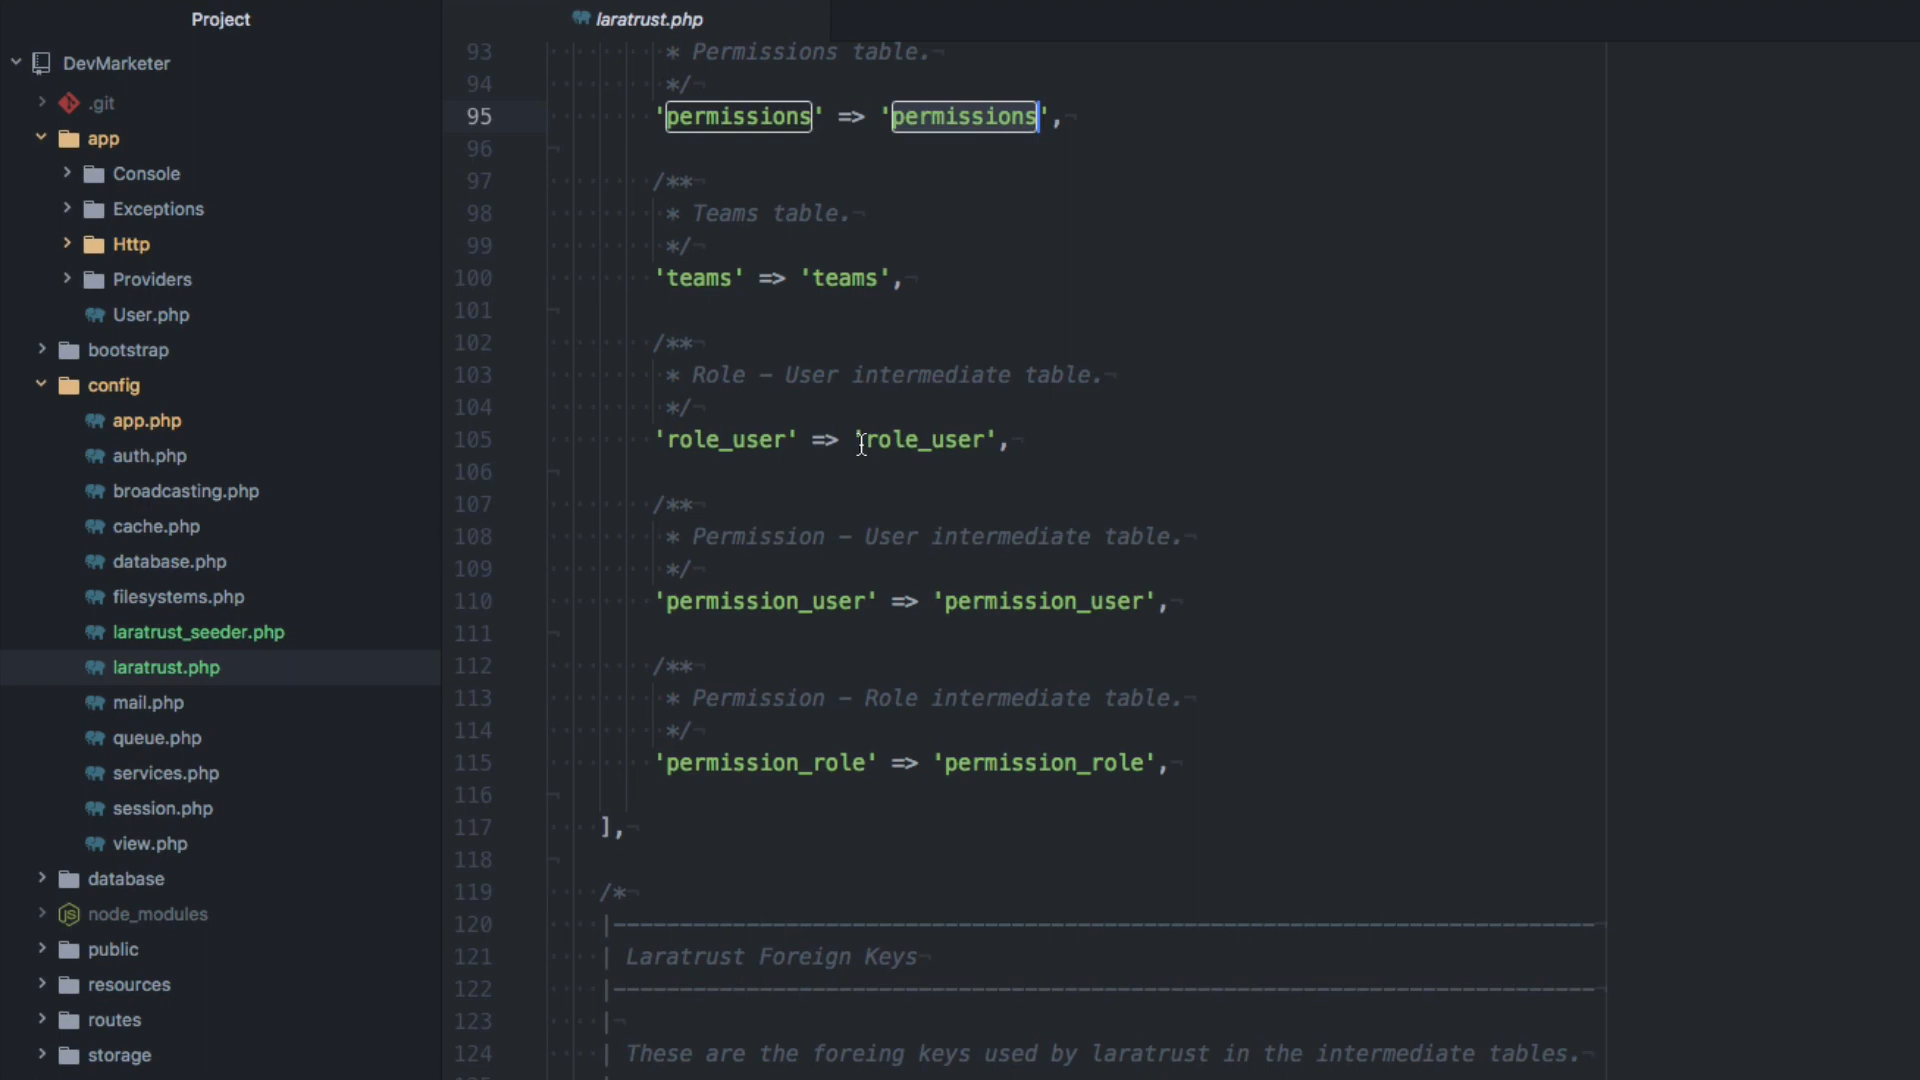 Project
DevMarketer
.git
app
Console
Exceptions
Http
Providers
User.php
bootstrap
config
app.php
auth.php
broadcasting.php
cache.php
database.php
filesystems.php
laratrust_seeder.php
laratrust.php
mail.php
queue.php
services.php
session.php
view.php
database
node_modules
public
resources
routes
storage
laratrust.php
93 * Permissions table.
94 */
95 'permissions' => 'permissions',
96
97 /**
98 * Teams table.
99 */
100 'teams' => 'teams',
101
102 /**
103 * Role - User intermediate table.
104 */
105 'role_user' => 'role_user',
106
107 /**
108 * Permission - User intermediate table.
109 */
110 'permission_user' => 'permission_user',
111
112 /**
113 * Permission - Role intermediate table.
114 */
115 'permission_role' => 'permission_role',
116
117 ],
118
119 /*
120 |--------------------------------------------------------------------------
121 | Laratrust Foreign Keys
122 |--------------------------------------------------------------------------
123 |
124 | These are the foreing keys used by laratrust in the intermediate tables.